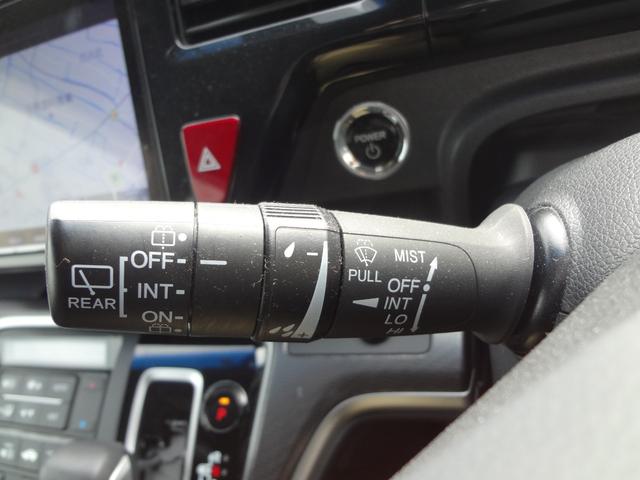 POWER
OFF
INT
ON
REAR
PULL
MIST
OFF
INT
LO
HI